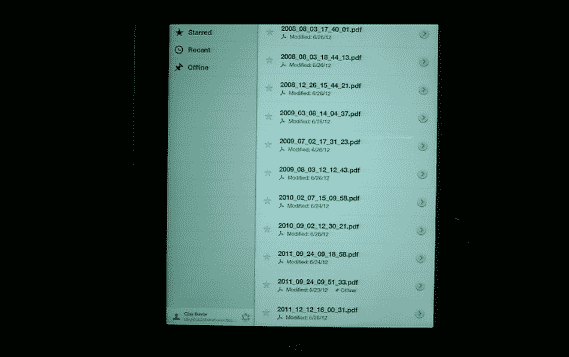 Starred
Recent
Offline
2008_08_03_17_40_01.pdf
Modified: 6/26/12
2008_08_03_18_44_13.pdf
Modified: 6/26/12
2008_12_26_15_44_21.pdf
Modified: 6/26/12
2009_03_08_14_04_37.pdf
Modified: 6/26/12
2009_07_02_17_31_23.pdf
Modified: 6/26/12
2009_08_03_12_12_43.pdf
Modified: 6/26/12
2010_02_07_15_09_58.pdf
Modified: 6/24/12
2010_09_02_12_30_21.pdf
Modified: 6/26/12
2011_09_24_09_18_58.pdf
Modified: 6/24/12
2011_09_24_09_51_33.pdf
Modified: 6/23/12 Offline
2011_12_12_16_00_31.pdf
Modified: 6/26/12